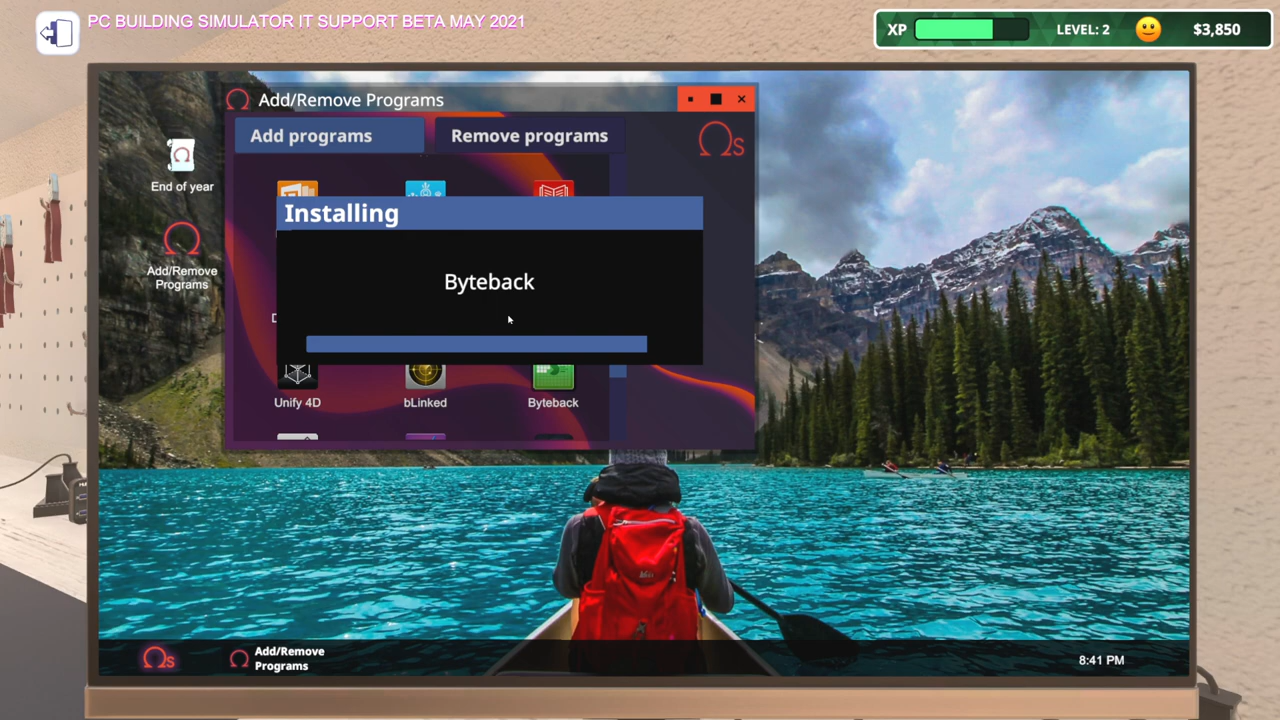 PC BUILDING SIMULATOR IT SUPPORT BETA MAY 2021
XP
LEVEL: 2
$3,850
Add/Remove Programs
Add programs
Remove programs
Ωs
End of year
Installing
Add/Remove
Programs
Byteback
D
Unify 4D
bLinked
Byteback
Ωs
Add/Remove
Programs
8:41 PM